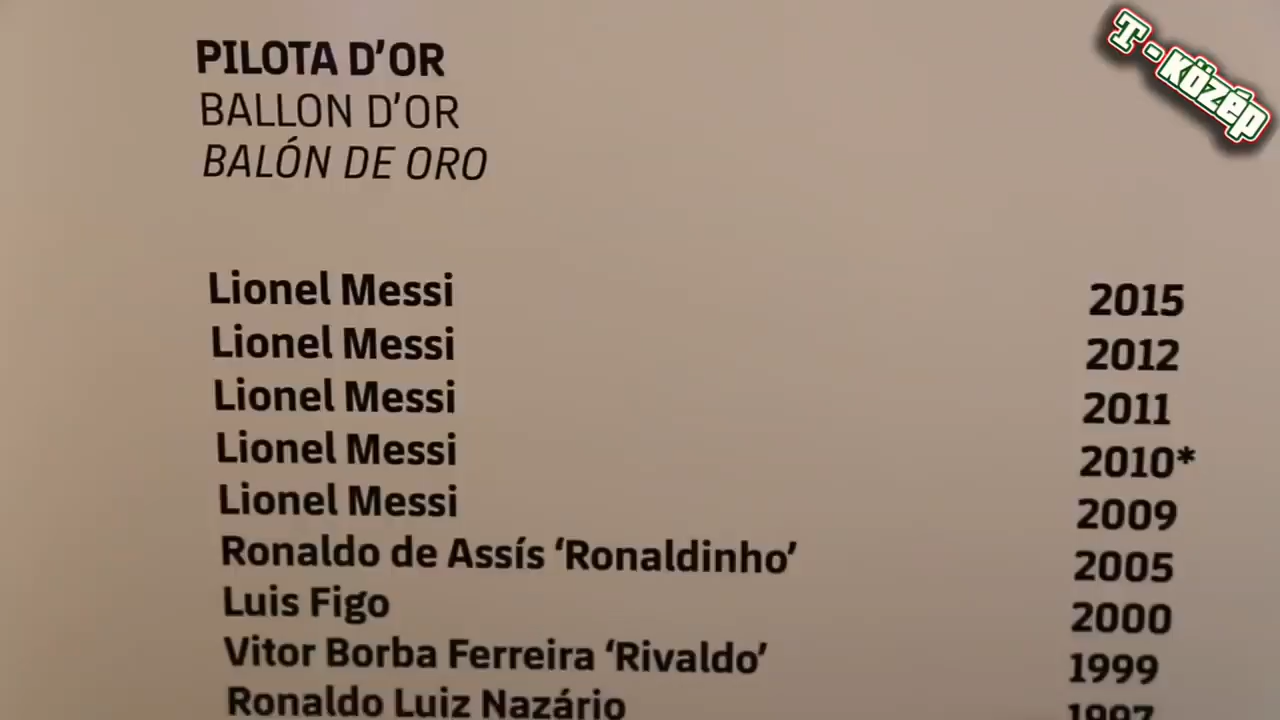 PILOTA D'OR
BALLON D'OR
BALÓN DE ORO
T-közép
Lionel Messi 2015
Lionel Messi 2012
Lionel Messi 2011
Lionel Messi 2010*
Lionel Messi 2009
Ronaldo de Assís ‘Ronaldinho’ 2005
Luis Figo 2000
Vitor Borba Ferreira ‘Rivaldo’ 1999
Ronaldo Luiz Nazário 1997